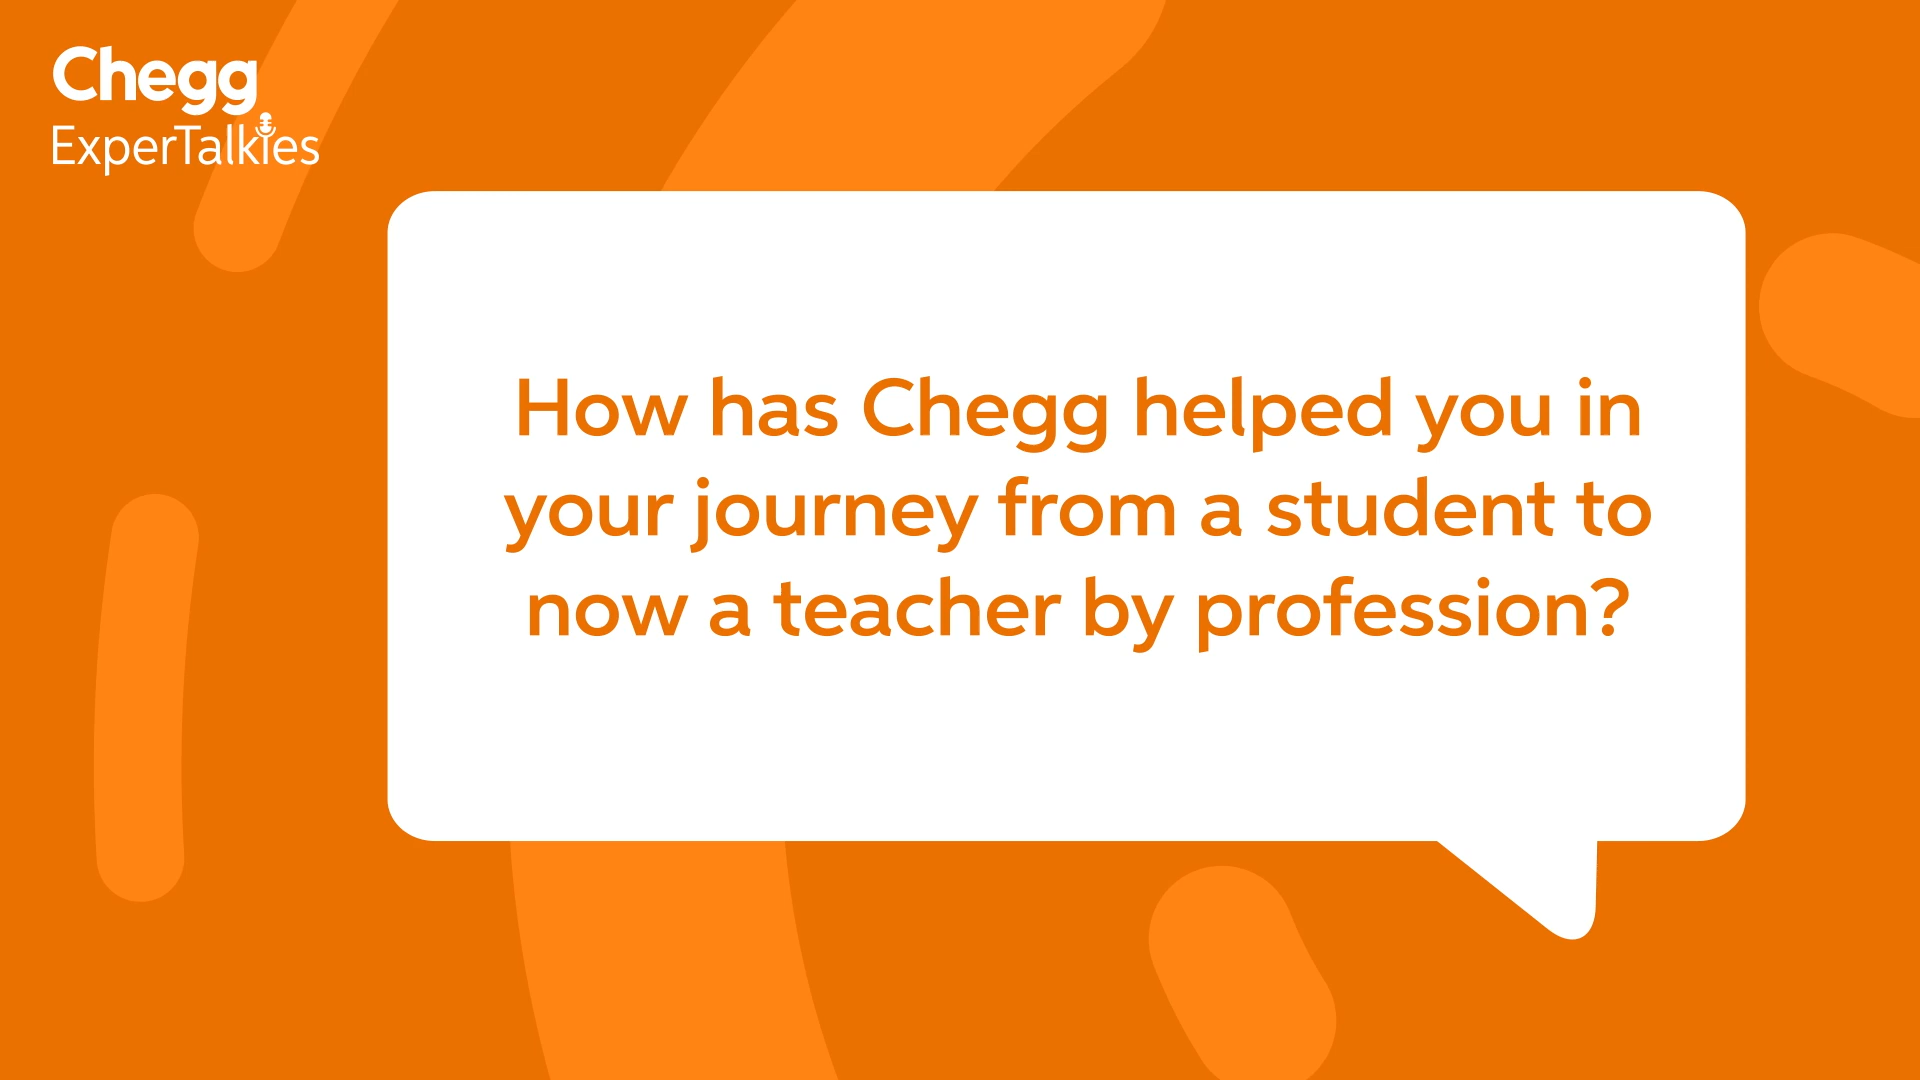 Chegg
ExperTalkies
How has Chegg helped you in
your journey from a student to
now a teacher by profession?